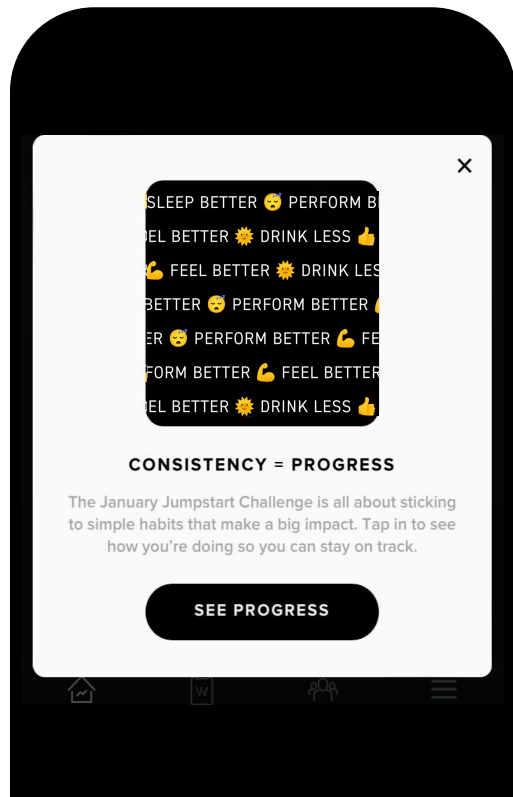 SLEEP BETTER 😴 PERFORM
BETTER 🌞 DRINK LESS 👍
💪 FEEL BETTER 🌞 DRINK
BETTER 😴 PERFORM BETTER
😴 PERFORM BETTER 💪
BETTER 💪 FEEL BETTER
BETTER 🌞 DRINK LESS 👍
CONSISTENCY = PROGRESS
The January Jumpstart Challenge is all about sticking
to simple habits that make a big impact. Tap in to see
how you’re doing so you can stay on track.
SEE PROGRESS
W